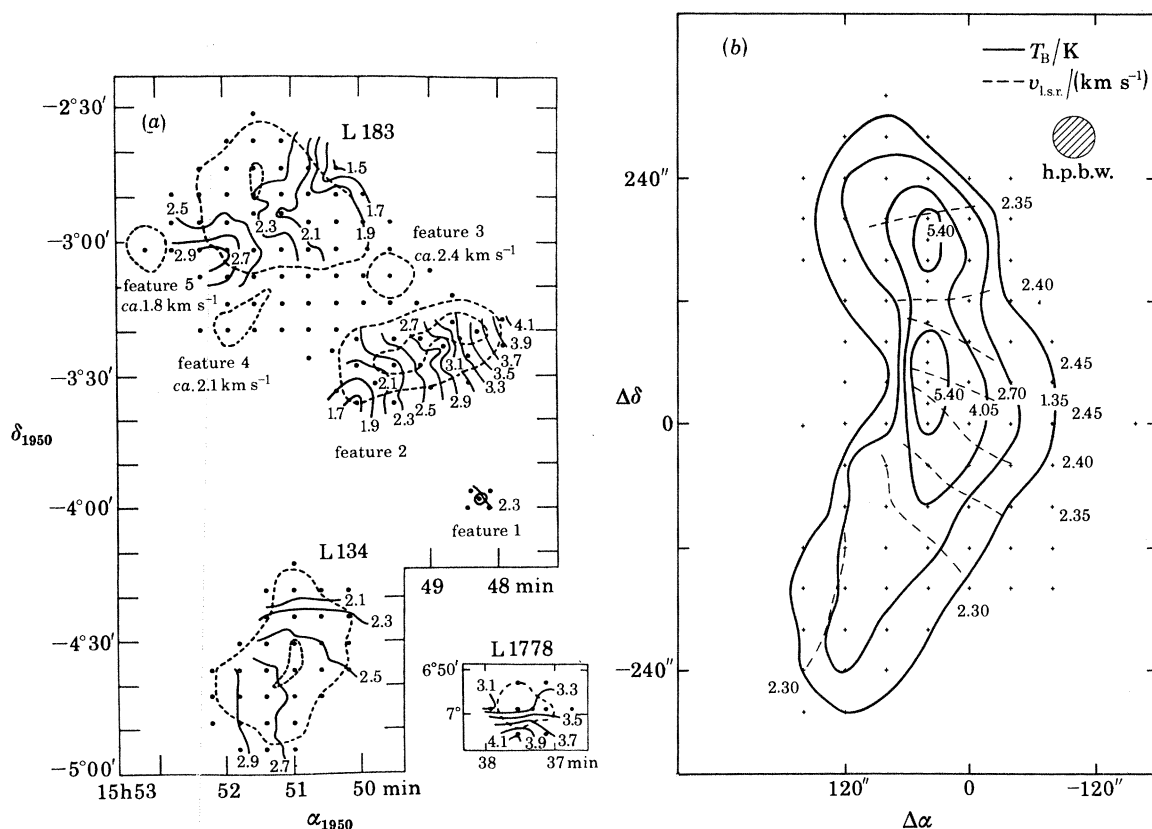 (a)
L 183
−2°30′
−3°00′
−3°30′
−4°00′
−4°30′
−5°00′
δ1950
1.5
1.7
1.9
2.1
2.3
2.5
2.9
2.7
feature 5
ca.1.8 km s−1
feature 3
ca.2.4 km s−1
feature 4
ca.2.1 km s−1
2.7
4.1
3.9
3.7
3.5
3.3
3.1
2.1
2.9
2.5
2.3
1.9
1.7
feature 2
2.3
feature 1
49 48 min
L 134
2.1
2.3
2.5
2.9
2.7
15h53 52 51 50 min
α1950
L 1778
6°50′
7°
3.1
3.3
3.5
3.7
3.9
4.1
38 37 min
(b)
TB/K
vl.s.r./(km s−1)
h.p.b.w.
240″
0
−240″
Δδ
5.40
2.35
2.40
2.45
5.40
4.05
2.70
1.35
2.45
2.40
2.35
2.30
2.30
120″ 0 −120″
Δα